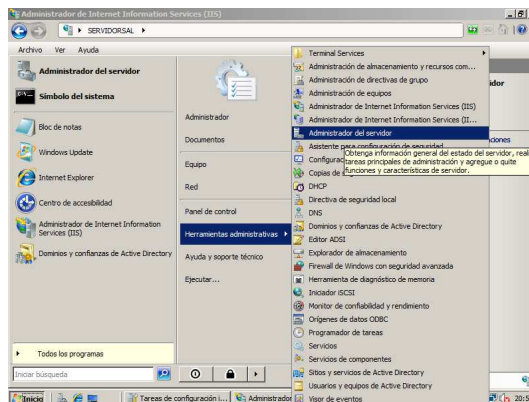 Administrador de Internet Information Services (IIS)
SERVIDORSAL
Archivo Ver Ayuda
Administrador del servidor
Símbolo del sistema
Bloc de notas
Windows Update
Internet Explorer
Centro de accesibilidad
Administrador de Internet Information
Services (IIS)
Dominios y confianzas de Active Directory
Todos los programas
Iniciar búsqueda
Administrador
Documentos
Equipo
Red
Panel de control
Herramientas administrativas
Ayuda y soporte técnico
Ejecutar...
Terminal Services
Administración de almacenamiento y recursos com...
Administración de directivas de grupo
Administración de equipos
Administrador de Internet Information Services (IIS)
Administrador de Internet Information Services (II...
Administrador del servidor
Asistente para configuración de seguridad
Obtenga información general del estado del servidor, real
tareas principales de administración y agregue o quite
funciones y características de servidor.
Configurac
Copias de
DHCP
Directiva de seguridad local
DNS
Dominios y confianzas de Active Directory
Editor ADSI
Explorador de almacenamiento
Firewall de Windows con seguridad avanzada
Herramienta de diagnóstico de memoria
Iniciador iSCSI
Monitor de confiabilidad y rendimiento
Orígenes de datos ODBC
Programador de tareas
Servicios
Servicios de componentes
Sitios y servicios de Active Directory
Usuarios y equipos de Active Directory
Visor de eventos
idor
ciones
Inicio
Tareas de configuración i...
Administrador